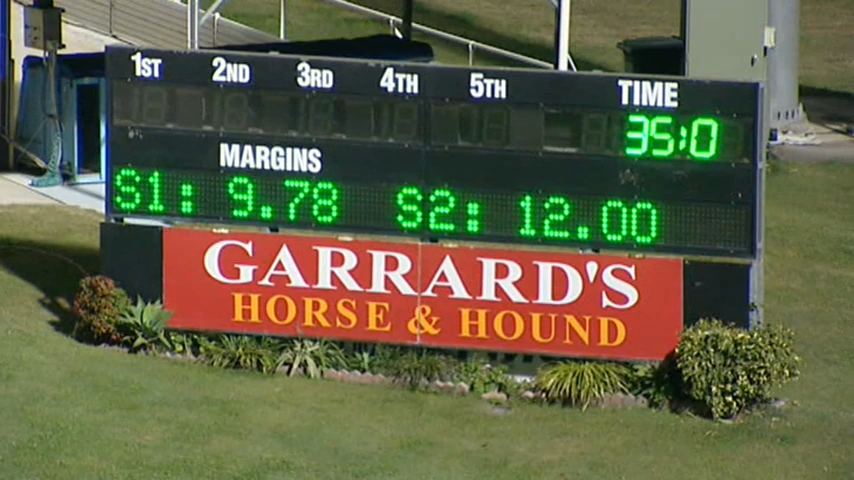 1ST 2ND 3RD 4TH 5TH TIME
35:0
MARGINS
S1: 9.78 S2: 12.00
GARRARD'S
HORSE & HOUND